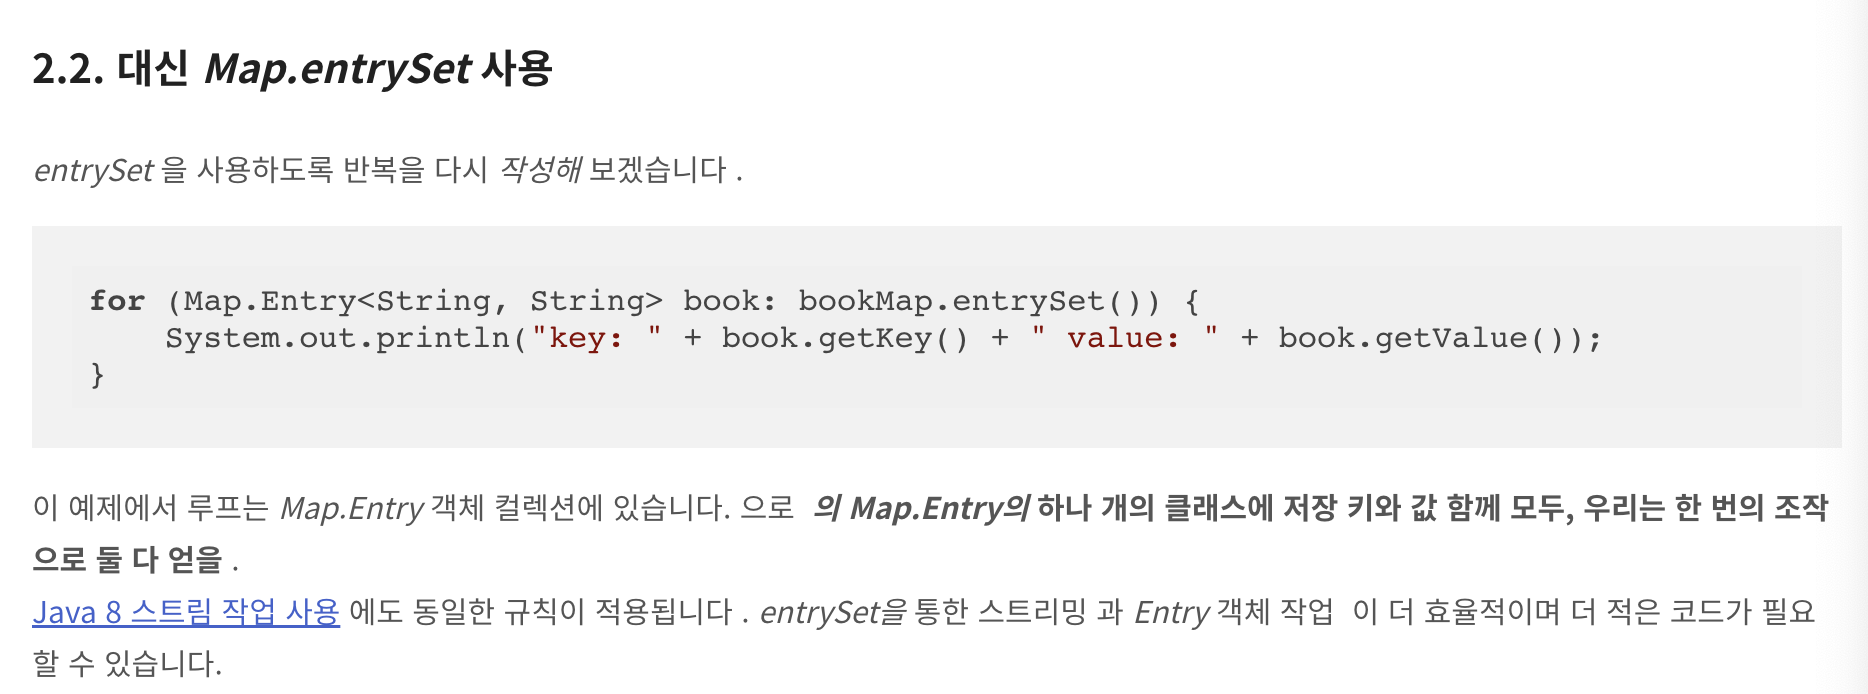 2.2. 대신 Map.entrySet 사용
entrySet 을 사용하도록 반복을 다시 작성해 보겠습니다 .
for (Map.Entry<String, String> book: bookMap.entrySet()) {
    System.out.println("key: " + book.getKey() + " value: " + book.getValue());
}
이 예제에서 루프는 Map.Entry 객체 컬렉션에 있습니다. 으로  의 Map.Entry의 하나 개의 클래스에 저장 키와 값 함께 모두, 우리는 한 번의 조작
으로 둘 다 얻을 .
Java 8 스트림 작업 사용 에도 동일한 규칙이 적용됩니다 . entrySet을 통한 스트리밍 과 Entry 객체 작업  이 더 효율적이며 더 적은 코드가 필요
할 수 있습니다.